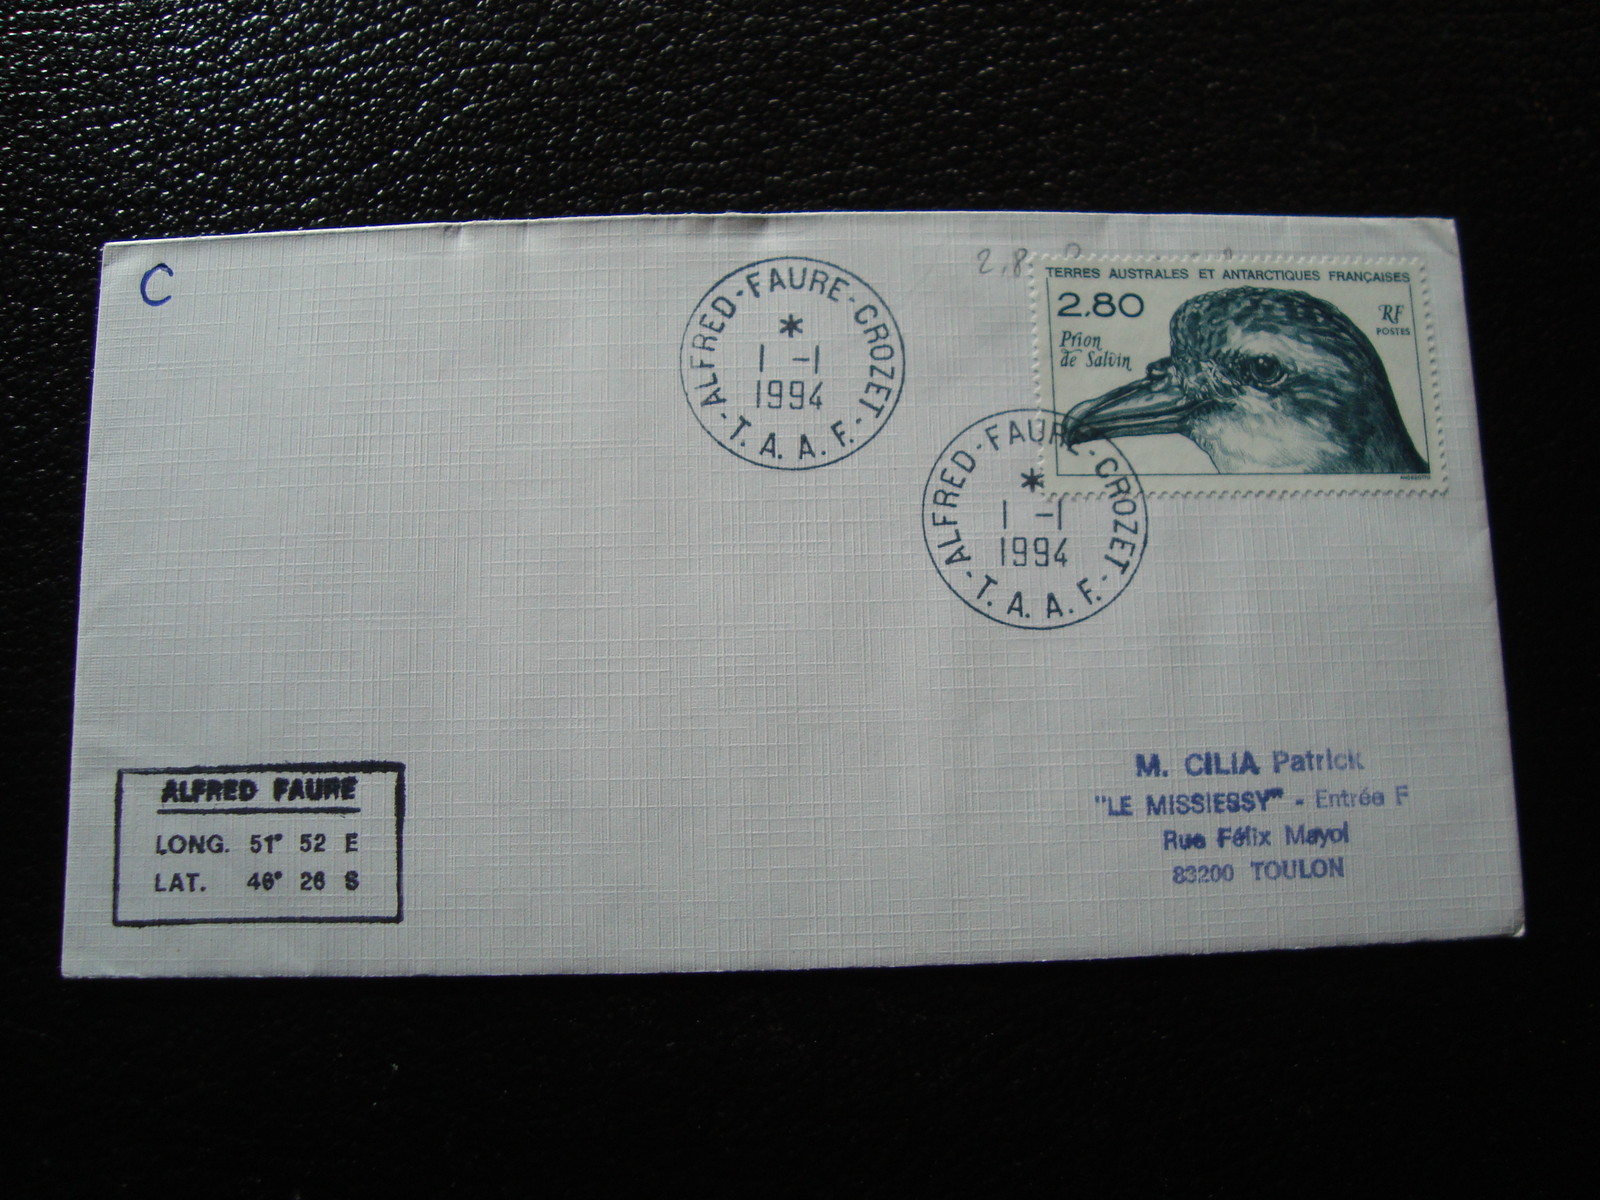 C
2.8
TERRES AUSTRALES ET ANTARCTIQUES FRANÇAISES
2.80
RF
POSTES
Prion
de Salvin
ALFRED-FAURE-CROZET
*
1 -1
1994
-T.A.A.F.-
ALFRED-FAURE-CROZET
*
1 -1
1994
-T.A.A.F.-
ALFRED FAURE
LONG. 51° 52 E
LAT. 46° 26 S
M. CILIA Patrick
"LE MISSIESSY" - Entrée F
Rue Félix Mayol
83200 TOULON